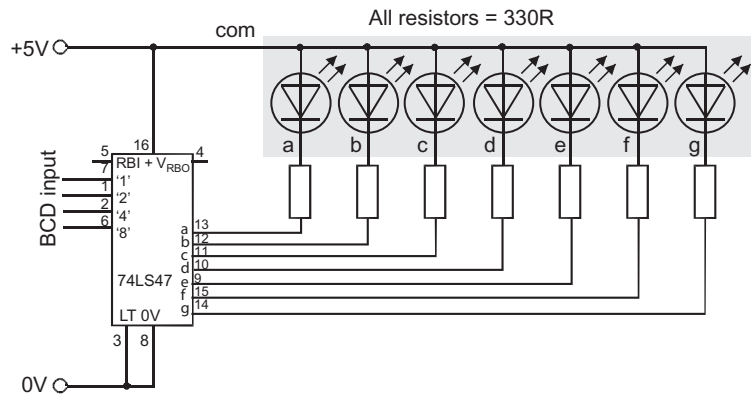 All resistors = 330R
com
+5V
a b c d e f g
16
5 RBI + VRBO 4
BCD input
7 '1'
1 '2'
2 '4'
6 '8'
a 13
b 12
c 11
74LS47 d 10
e 9
f 15
g 14
LT 0V
3 8
0V